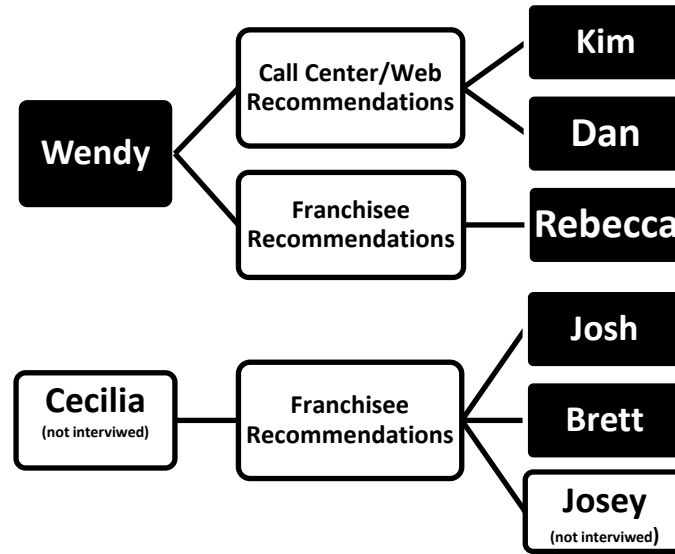 Wendy
Call Center/Web
Recommendations
Kim
Dan
Franchisee
Recommendations
Rebecca
Cecilia
(not interviwed)
Franchisee
Recommendations
Josh
Brett
Josey
(not interviwed)